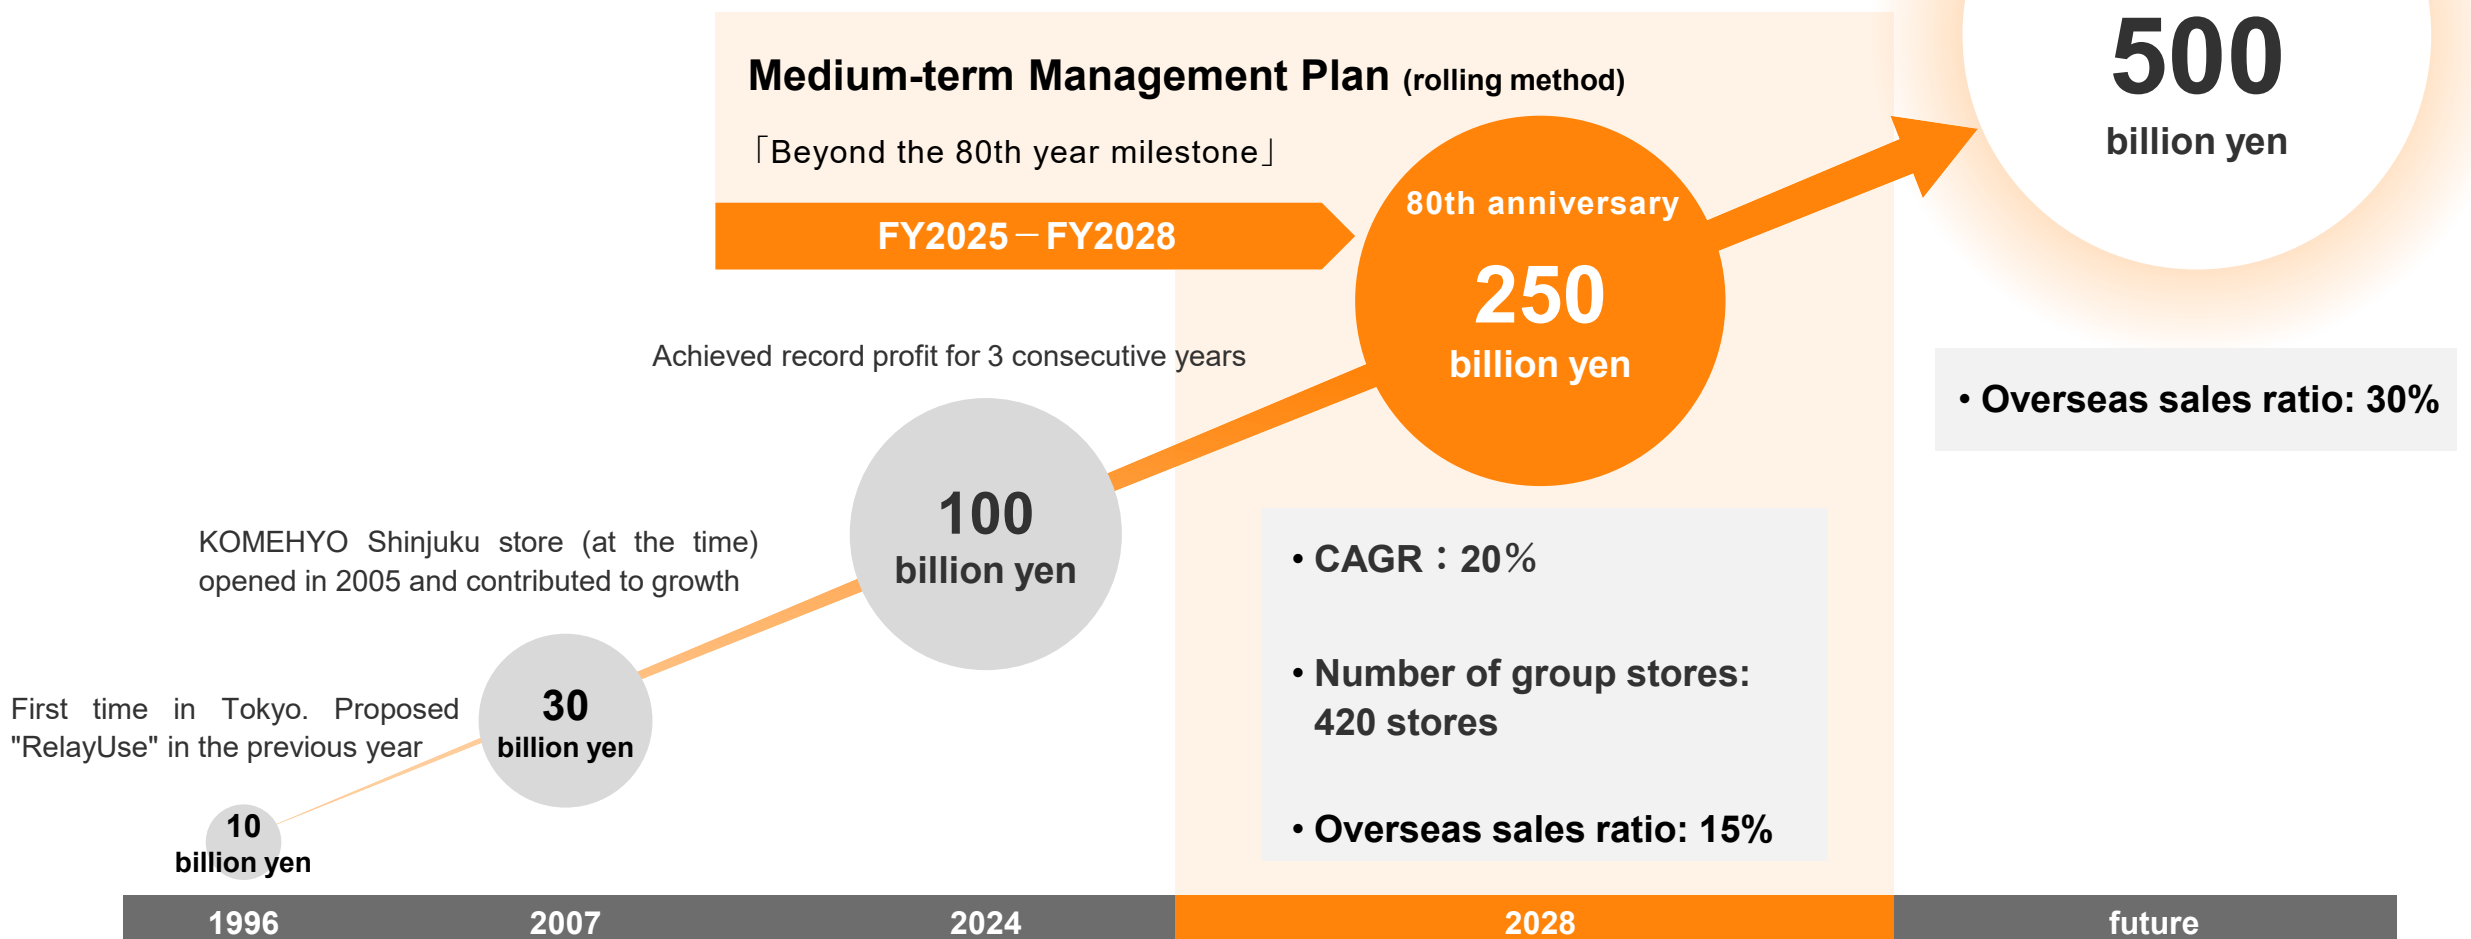 500
billion yen
Medium-term Management Plan (rolling method)
「Beyond the 80th year milestone」
FY2025－FY2028
80th anniversary
250
billion yen
Achieved record profit for 3 consecutive years
• Overseas sales ratio: 30%
100
billion yen
KOMEHYO Shinjuku store (at the time)
opened in 2005 and contributed to growth
• CAGR：20％
• Number of group stores:
420 stores
• Overseas sales ratio: 15%
First time in Tokyo. Proposed
"RelayUse" in the previous year
30
billion yen
10
billion yen
1996
2007
2024
2028
future